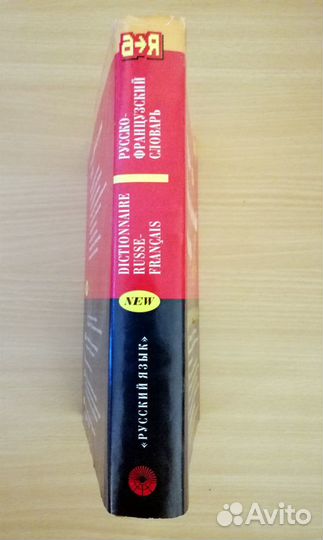 РУССКО-
ФРАНЦУЗСКИЙ
СЛОВАРЬ
DICTIONNAIRE
RUSSE-
FRANÇAIS
NEW
«РУССКИЙ ЯЗЫК»
Avito